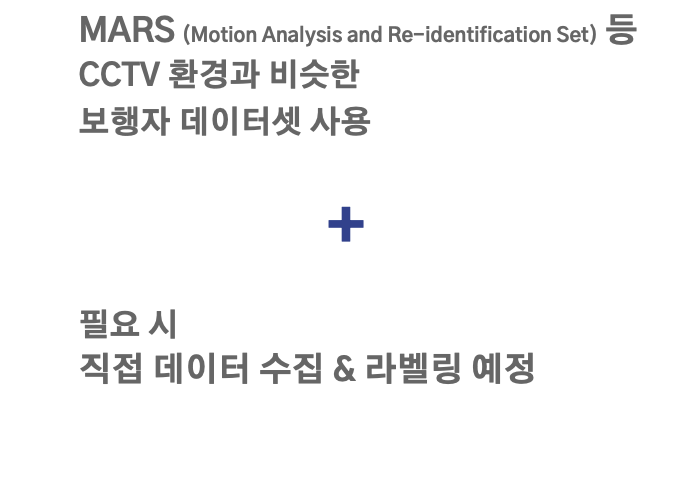 MARS (Motion Analysis and Re-identification Set) 등
CCTV 환경과 비슷한
보행자 데이터셋 사용
+
필요 시
직접 데이터 수집 & 라벨링 예정